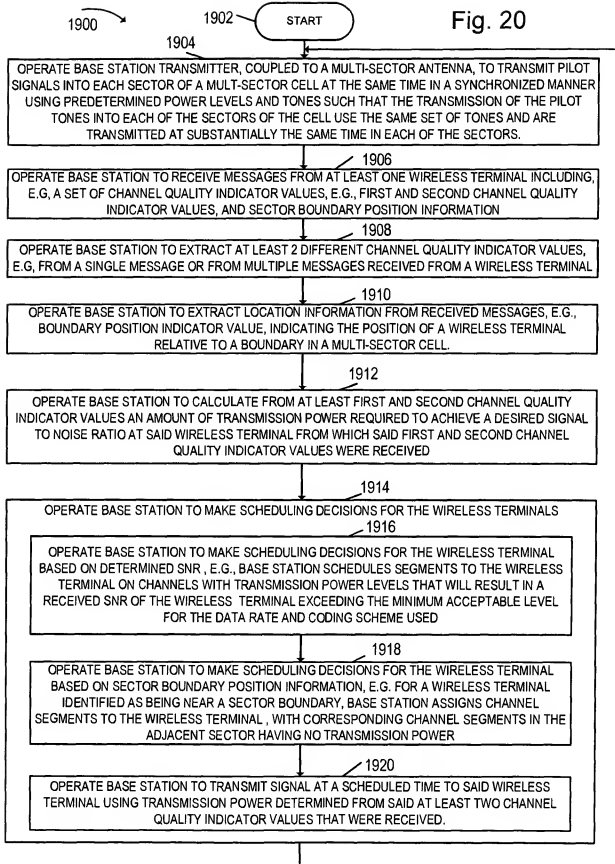 1900
1902
START
Fig. 20
1904
OPERATE BASE STATION TRANSMITTER, COUPLED TO A MULTI-SECTOR ANTENNA, TO TRANSMIT PILOT
SIGNALS INTO EACH SECTOR OF A MULT-SECTOR CELL AT THE SAME TIME IN A SYNCHRONIZED MANNER
USING PREDETERMINED POWER LEVELS AND TONES SUCH THAT THE TRANSMISSION OF THE PILOT
TONES INTO EACH OF THE SECTORS OF THE CELL USE THE SAME SET OF TONES AND ARE
TRANSMITTED AT SUBSTANTIALLY THE SAME TIME IN EACH OF THE SECTORS.
1906
OPERATE BASE STATION TO RECEIVE MESSAGES FROM AT LEAST ONE WIRELESS TERMINAL INCLUDING,
E.G, A SET OF CHANNEL QUALITY INDICATOR VALUES, E.G., FIRST AND SECOND CHANNEL QUALITY
INDICATOR VALUES, AND SECTOR BOUNDARY POSITION INFORMATION
1908
OPERATE BASE STATION TO EXTRACT AT LEAST 2 DIFFERENT CHANNEL QUALITY INDICATOR VALUES,
E.G, FROM A SINGLE MESSAGE OR FROM MULTIPLE MESSAGES RECEIVED FROM A WIRELESS TERMINAL
1910
OPERATE BASE STATION TO EXTRACT LOCATION INFORMATION FROM RECEIVED MESSAGES, E.G.,
BOUNDARY POSITION INDICATOR VALUE, INDICATING THE POSITION OF A WIRELESS TERMINAL
RELATIVE TO A BOUNDARY IN A MULTI-SECTOR CELL.
1912
OPERATE BASE STATION TO CALCULATE FROM AT LEAST FIRST AND SECOND CHANNEL QUALITY
INDICATOR VALUES AN AMOUNT OF TRANSMISSION POWER REQUIRED TO ACHIEVE A DESIRED SIGNAL
TO NOISE RATIO AT SAID WIRELESS TERMINAL FROM WHICH SAID FIRST AND SECOND CHANNEL
QUALITY INDICATOR VALUES WERE RECEIVED
1914
OPERATE BASE STATION TO MAKE SCHEDULING DECISIONS FOR THE WIRELESS TERMINALS
1916
OPERATE BASE STATION TO MAKE SCHEDULING DECISIONS FOR THE WIRELESS TERMINAL
BASED ON DETERMINED SNR , E.G., BASE STATION SCHEDULES SEGMENTS TO THE WIRELESS
TERMINAL ON CHANNELS WITH TRANSMISSION POWER LEVELS THAT WILL RESULT IN A
RECEIVED SNR OF THE WIRELESS TERMINAL EXCEEDING THE MINIMUM ACCEPTABLE LEVEL
FOR THE DATA RATE AND CODING SCHEME USED
1918
OPERATE BASE STATION TO MAKE SCHEDULING DECISIONS FOR THE WIRELESS TERMINAL
BASED ON SECTOR BOUNDARY POSITION INFORMATION, E.G. FOR A WIRELESS TERMINAL
IDENTIFIED AS BEING NEAR A SECTOR BOUNDARY, BASE STATION ASSIGNS CHANNEL
SEGMENTS TO THE WIRELESS TERMINAL , WITH CORRESPONDING CHANNEL SEGMENTS IN THE
ADJACENT SECTOR HAVING NO TRANSMISSION POWER
1920
OPERATE BASE STATION TO TRANSMIT SIGNAL AT A SCHEDULED TIME TO SAID WIRELESS
TERMINAL USING TRANSMISSION POWER DETERMINED FROM SAID AT LEAST TWO CHANNEL
QUALITY INDICATOR VALUES THAT WERE RECEIVED.